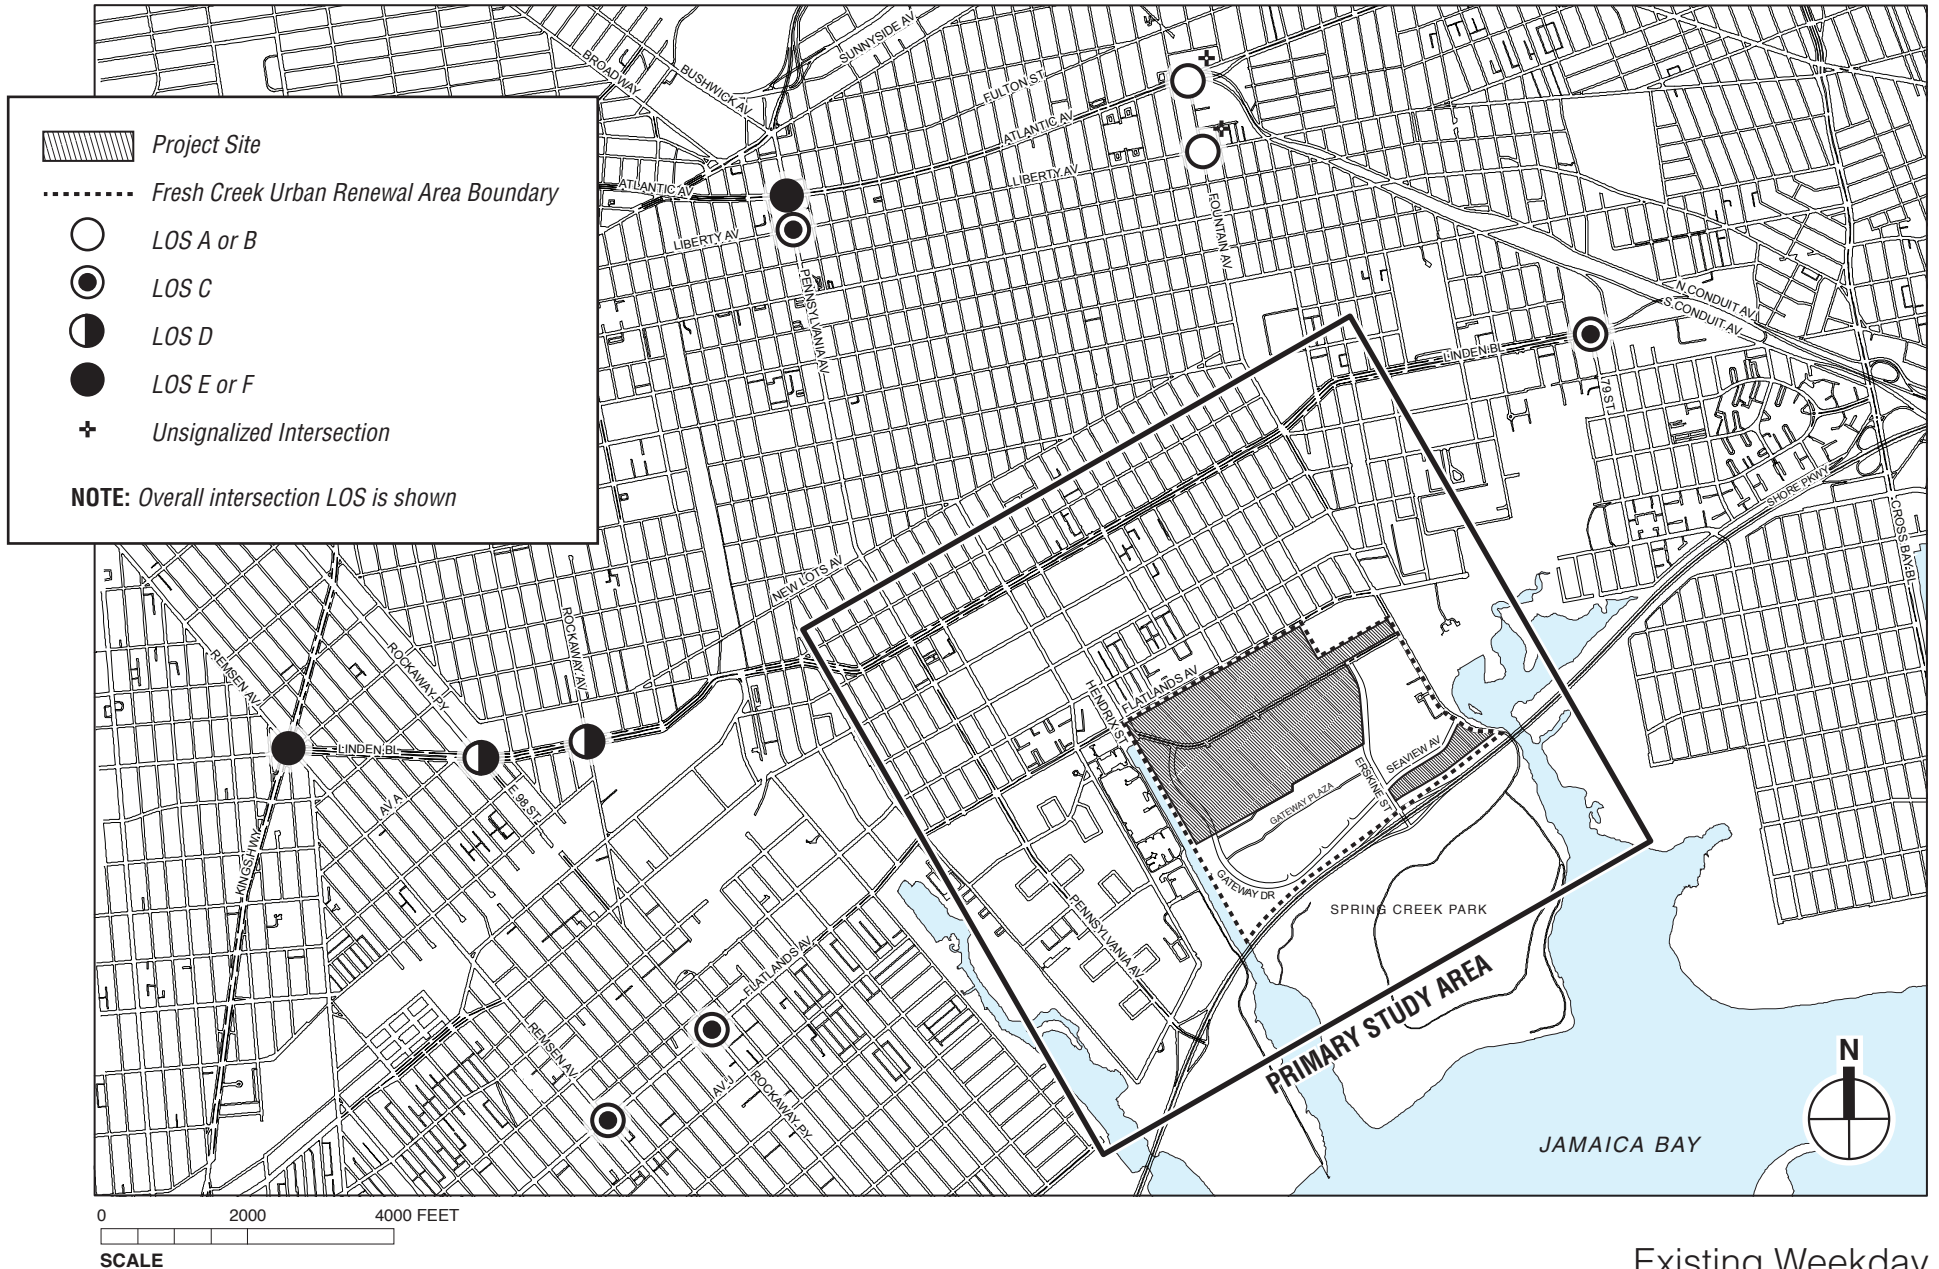 SUNNYSIDE AV
BROADWAY
BUSHWICK AV
FULTON ST
ATLANTIC AV
LIBERTY AV
ATLANTIC AV
LIBERTY AV
FOUNTAIN AV
PENNSYLVANIA AV
N CONDUIT AV
S CONDUIT AV
LINDEN BL
79 ST
SHORE PKWY
CROSS BAY BL
Project Site
Fresh Creek Urban Renewal Area Boundary
LOS A or B
LOS C
LOS D
LOS E or F
Unsignalized Intersection
NOTE: Overall intersection LOS is shown
NEW LOTS AV
ROCKAWAY AV
ROCKAWAY PY
REMSEN AV
LINDEN BL
AV A
E 98 ST
KINGS HWY
HENDRIX ST
FLATLANDS AV
ERSKINE ST
SEAVIEW AV
GATEWAY PLAZA
GATEWAY DR
SPRING CREEK PARK
PENNSYLVANIA AV
PRIMARY STUDY AREA
FLATLANDS AV
REMSEN AV
AV J
ROCKAWAY PY
JAMAICA BAY
N
0 2000 4000 FEET
SCALE
Existing Weekday